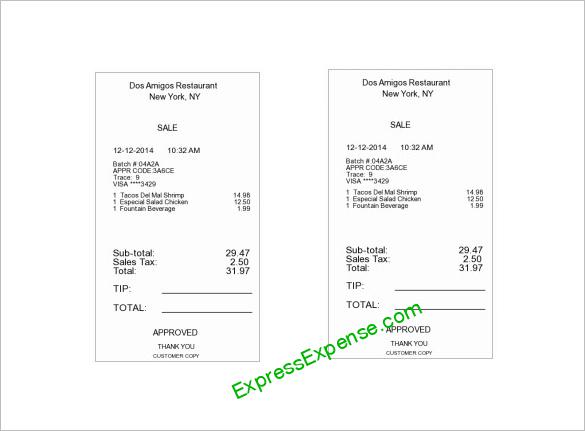 Dos Amigos Restaurant
New York, NY
SALE
12-12-2014 10:32 AM
Batch #:04A2A
APPR CODE:3A6CE
Trace: 9
VISA ****3429
1 Tacos Del Mal Shrimp 14.98
1 Especial Salad Chicken 12.50
1 Fountain Beverage 1.99
Sub-total: 29.47
Sales Tax: 2.50
Total: 31.97
TIP:
TOTAL:
APPROVED
THANK YOU
CUSTOMER COPY
Dos Amigos Restaurant
New York, NY
SALE
12-12-2014 10:32 AM
Batch #:04A2A
APPR CODE:3A6CE
Trace: 9
VISA ****3429
1 Tacos Del Mal Shrimp 14.98
1 Especial Salad Chicken 12.50
1 Fountain Beverage 1.99
Sub-total: 29.47
Sales Tax: 2.50
Total: 31.97
TIP:
TOTAL:
APPROVED
THANK YOU
CUSTOMER COPY
ExpressExpense.com